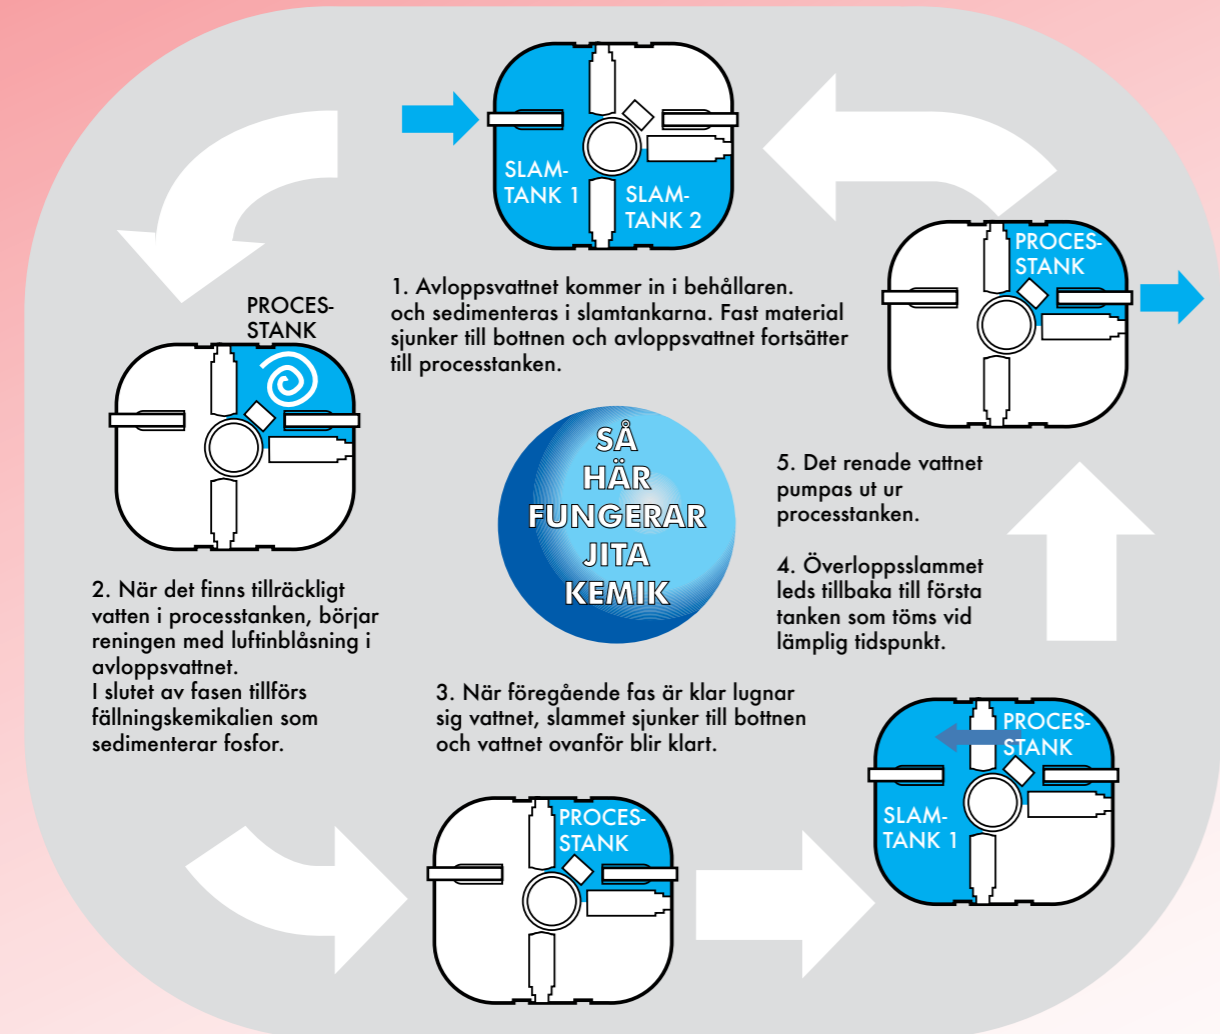 SLAM-
TANK 1
SLAM-
TANK 2
1. Avloppsvattnet kommer in i behållaren.
och sedimenteras i slamtankarna. Fast material
sjunker till bottnen och avloppsvattnet fortsätter
till processtanken.
PROCES-
STANK
2. När det finns tillräckligt
vatten i processtanken, börjar
reningen med luftinblåsning i
avloppsvattnet.
I slutet av fasen tillförs
fällningskemikalien som
sedimenterar fosfor.
SÅ
HÄR
FUNGERAR
JITA
KEMIK
3. När föregående fas är klar lugnar
sig vattnet, slammet sjunker till bottnen
och vattnet ovanför blir klart.
PROCES-
STANK
PROCES-
STANK
5. Det renade vattnet
pumpas ut ur
processtanken.
4. Överloppsslammet
leds tillbaka till första
tanken som töms vid
lämplig tidspunkt.
PROCES-
STANK
SLAM-
TANK 1